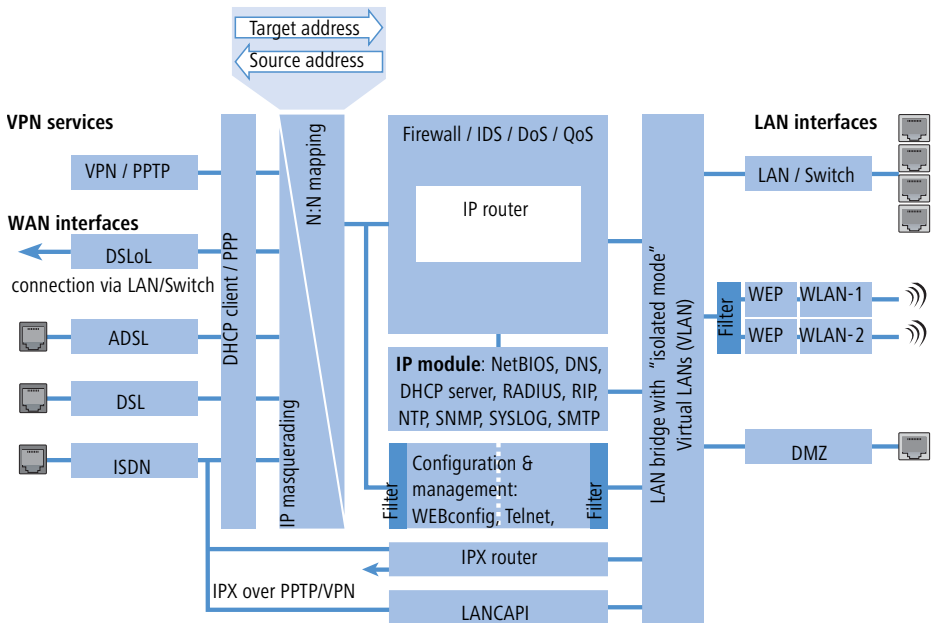 Target address
Source address
VPN services
LAN interfaces
VPN / PPTP
Firewall / IDS / DoS / QoS
LAN / Switch
IP router
WAN interfaces
DSLoL
connection via LAN/Switch
ADSL
DSL
ISDN
DHCP client / PPP
N:N mapping
IP masquerading
IP module: NetBIOS, DNS,
DHCP server, RADIUS, RIP,
NTP, SNMP, SYSLOG, SMTP
Filter
Configuration &
management:
WEBconfig, Telnet,
Filter
IPX router
IPX over PPTP/VPN
LANCAPI
LAN bridge with "isolated mode"
Virtual LANs (VLAN)
Filter
WEP
WLAN-1
WEP
WLAN-2
DMZ